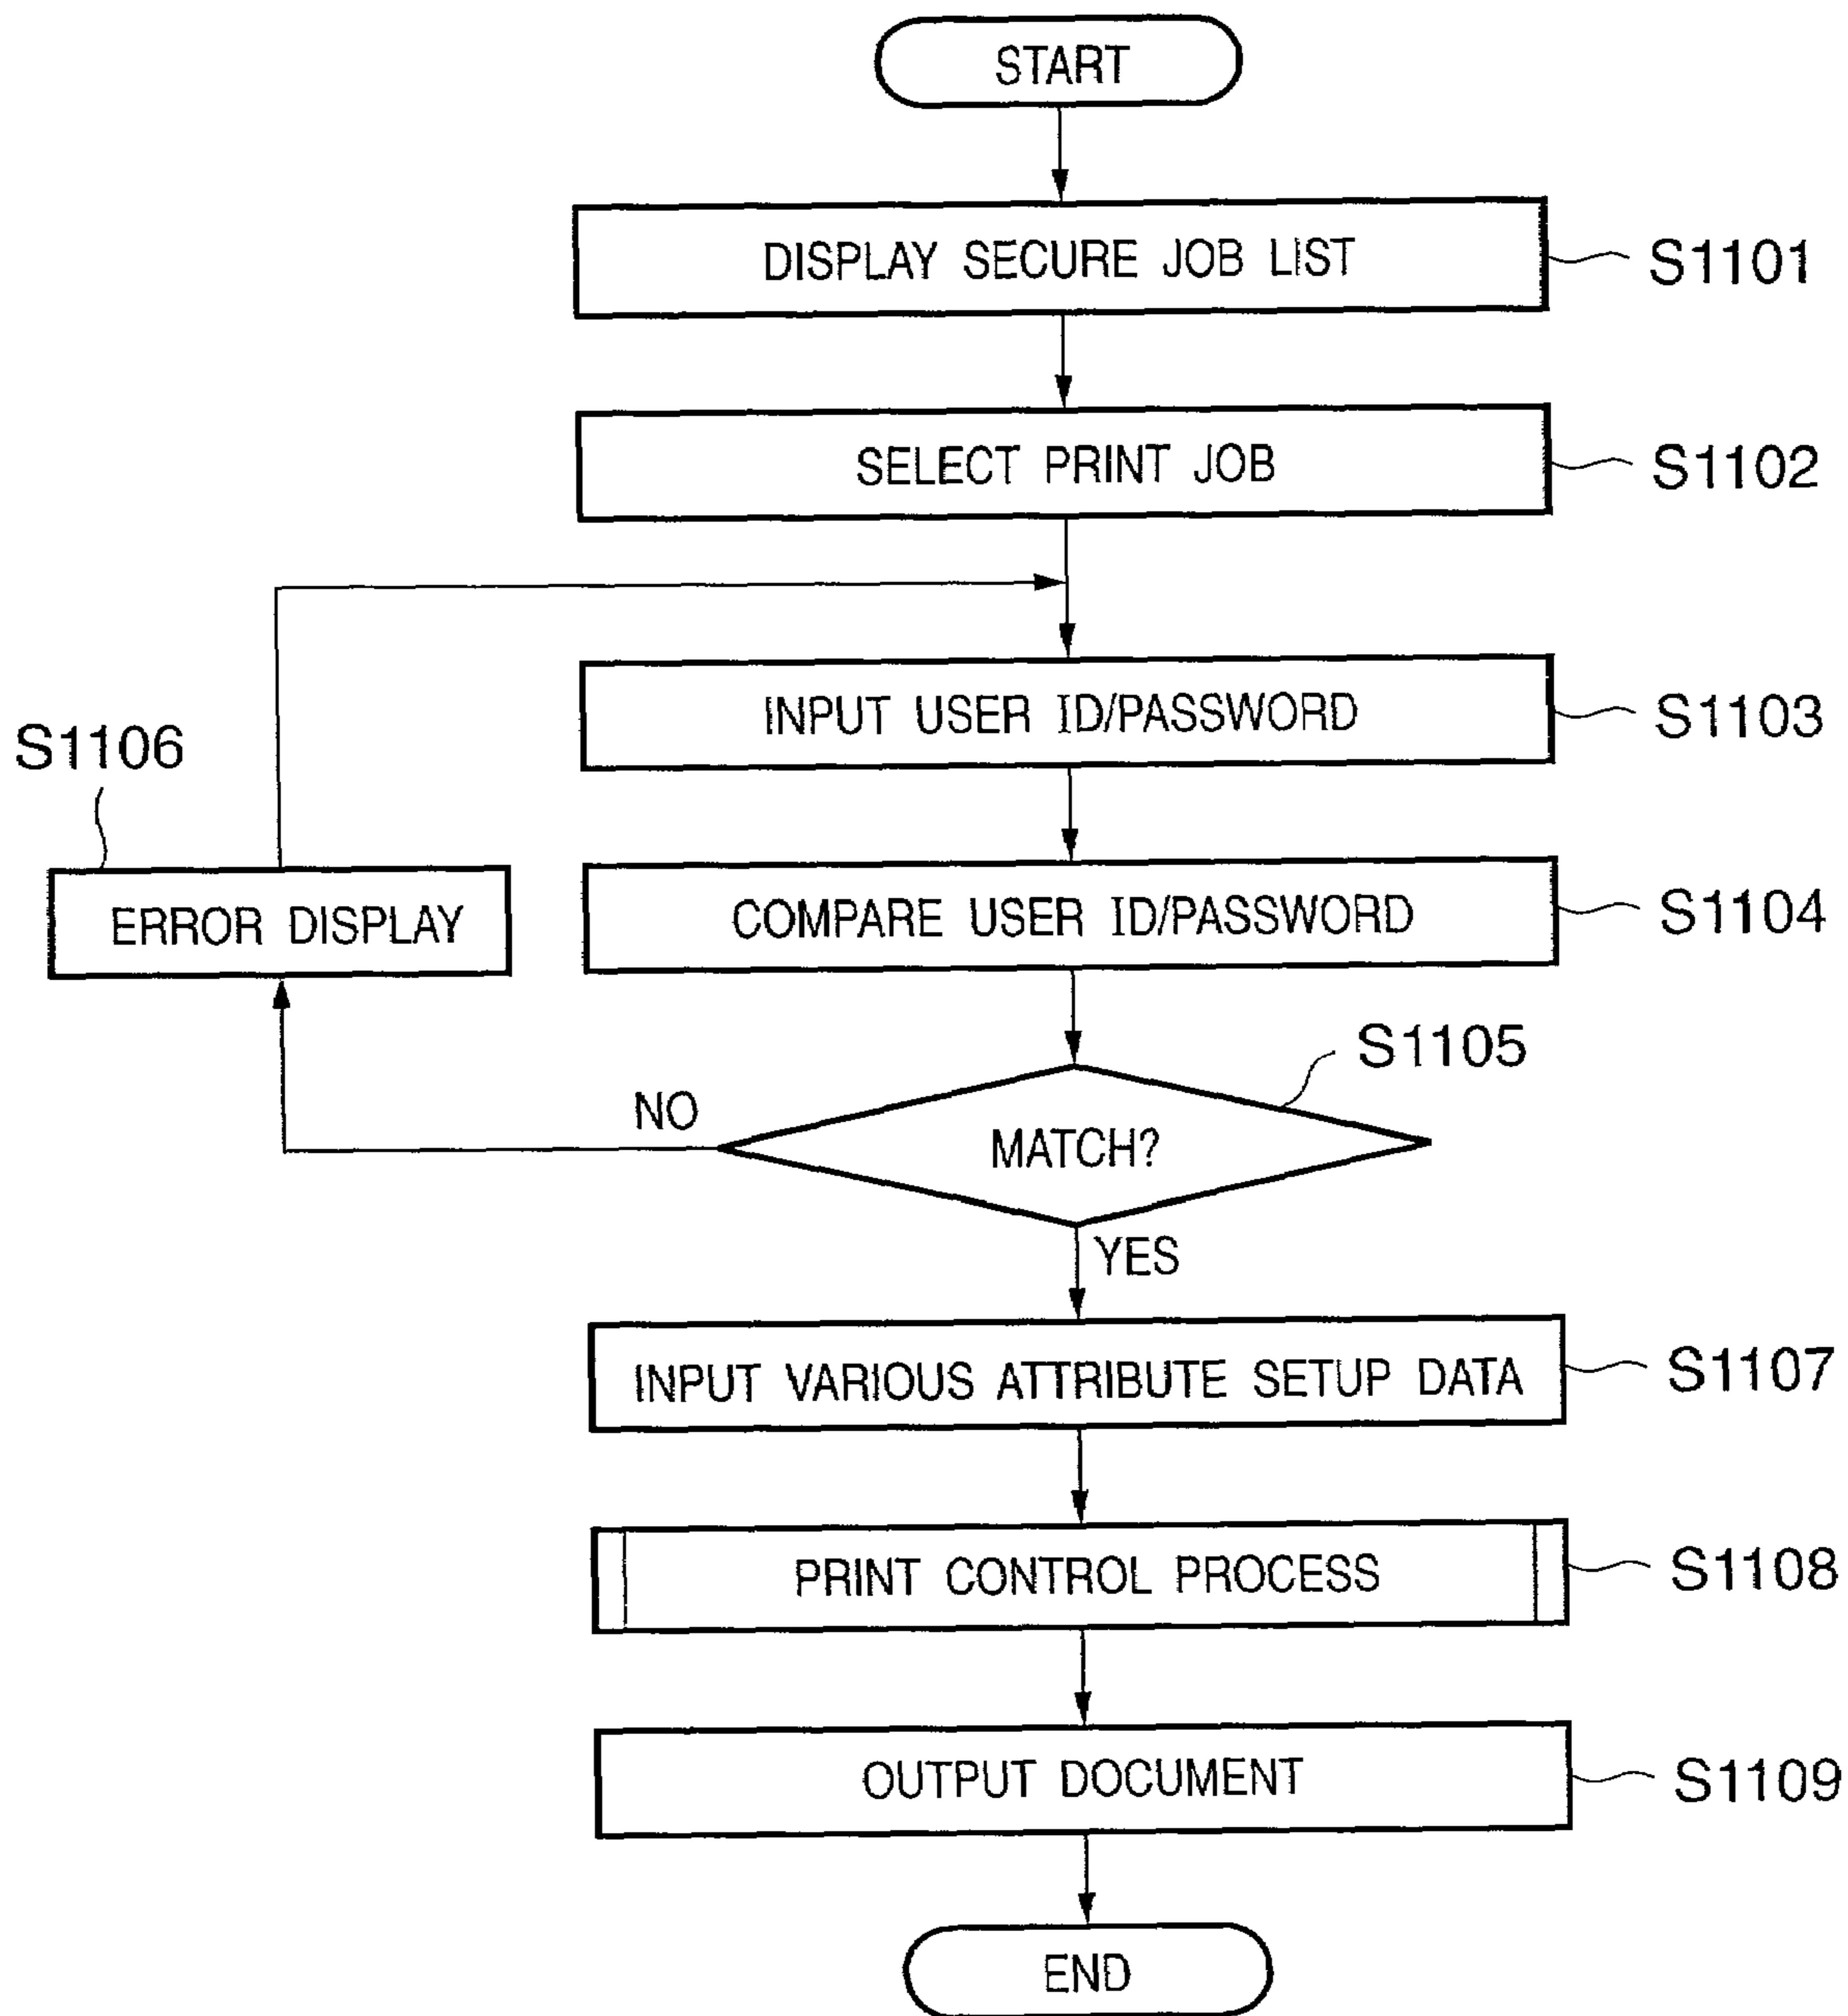 START
DISPLAY SECURE JOB LIST
S1101
SELECT PRINT JOB
S1102
INPUT USER ID/PASSWORD
S1103
S1106
ERROR DISPLAY
COMPARE USER ID/PASSWORD
S1104
S1105
NO
MATCH?
YES
INPUT VARIOUS ATTRIBUTE SETUP DATA
S1107
PRINT CONTROL PROCESS
S1108
OUTPUT DOCUMENT
S1109
END